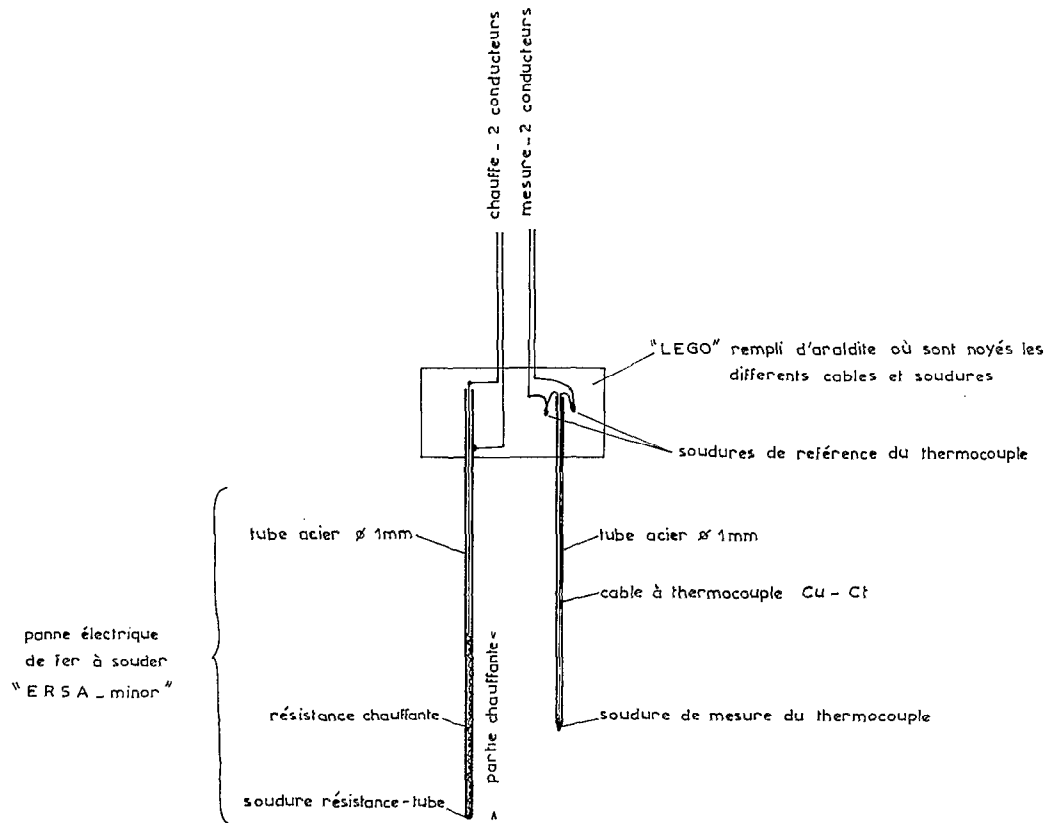 chauffe - 2 conducteurs
mesure - 2 conducteurs
"LEGO" rempli d'araldite où sont noyés les
differents cables et soudures
soudures de reférence du thermocouple
tube acier ø 1mm
tube acier ø 1mm
cable à thermocouple Cu - Ct
panne électrique
de fer à souder
"ERSA_minor"
partie chauffante
résistance chauffante
soudure de mesure du thermocouple
soudure résistance-tube